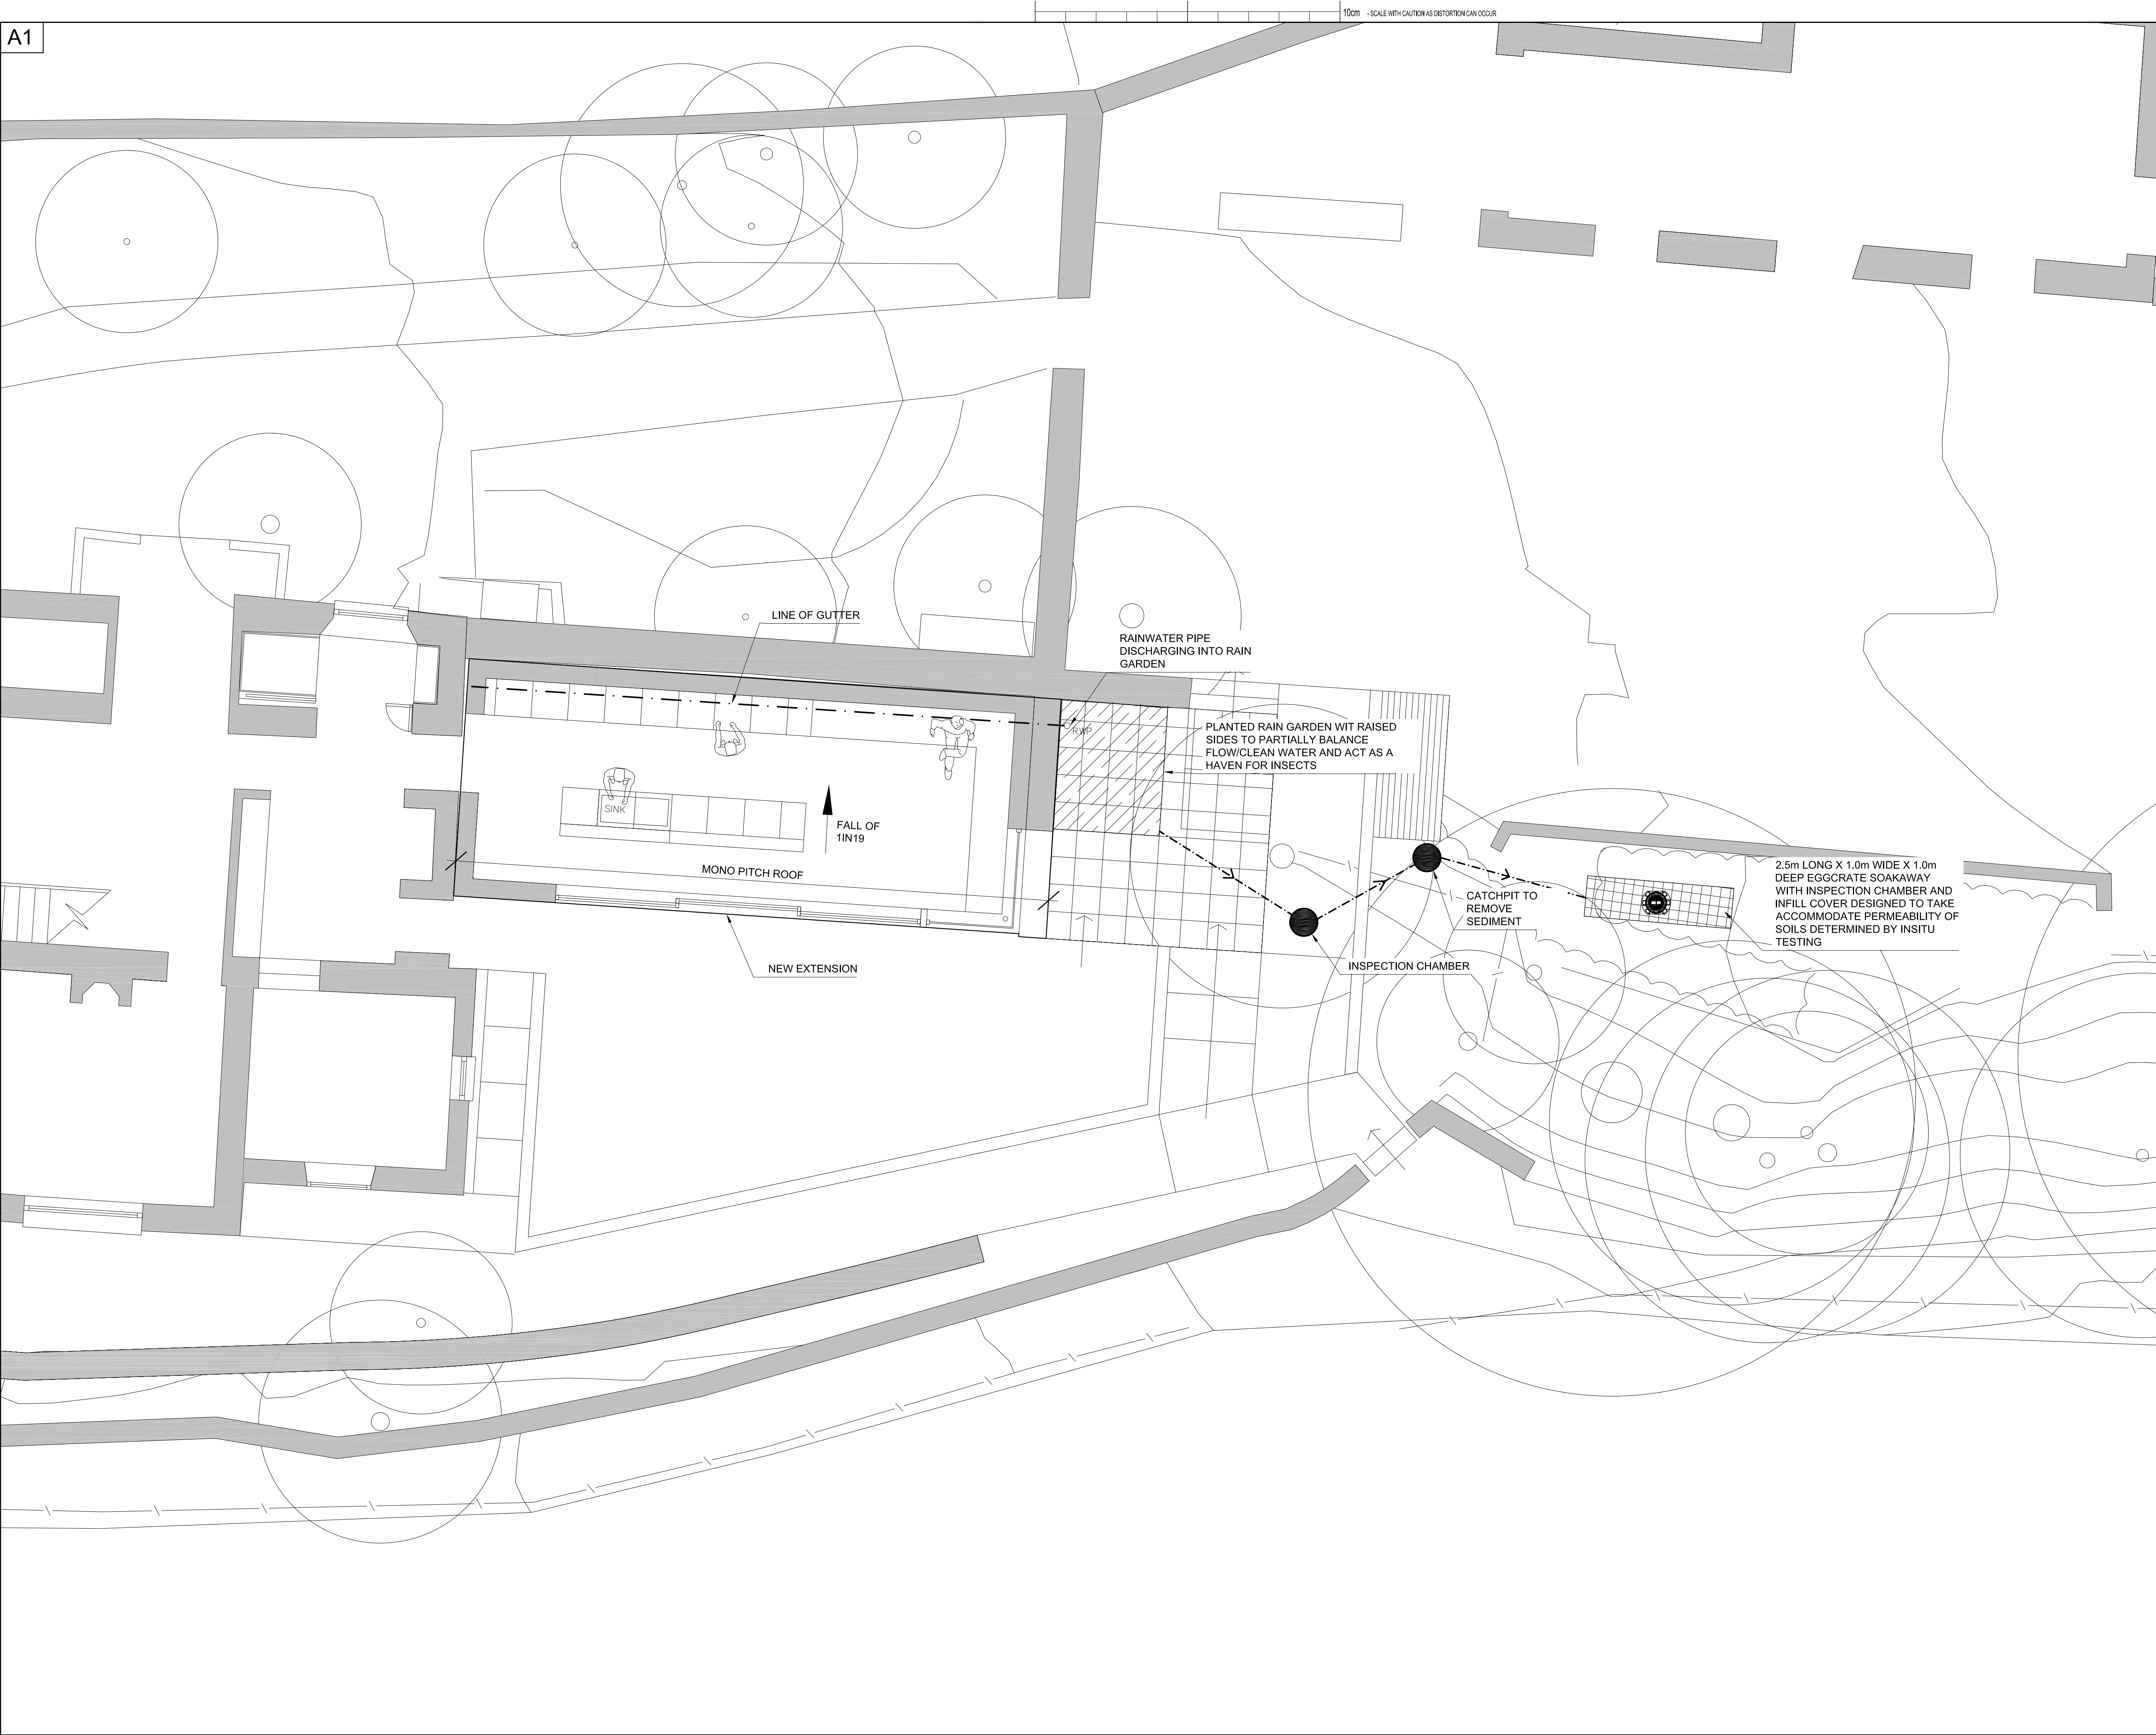 10cm - SCALE WITH CAUTION AS DISTORTION CAN OCCUR
A1
LINE OF GUTTER
RAINWATER PIPE
DISCHARGING INTO RAIN
GARDEN
RWP
PLANTED RAIN GARDEN WIT RAISED
SIDES TO PARTIALLY BALANCE
FLOW/CLEAN WATER AND ACT AS A
HAVEN FOR INSECTS
SINK
FALL OF
1IN19
MONO PITCH ROOF
2.5m LONG X 1.0m WIDE X 1.0m
DEEP EGGCRATE SOAKAWAY
WITH INSPECTION CHAMBER AND
INFILL COVER DESIGNED TO TAKE
ACCOMMODATE PERMEABILITY OF
SOILS DETERMINED BY INSITU
TESTING
CATCHPIT TO
REMOVE
SEDIMENT
INSPECTION CHAMBER
NEW EXTENSION